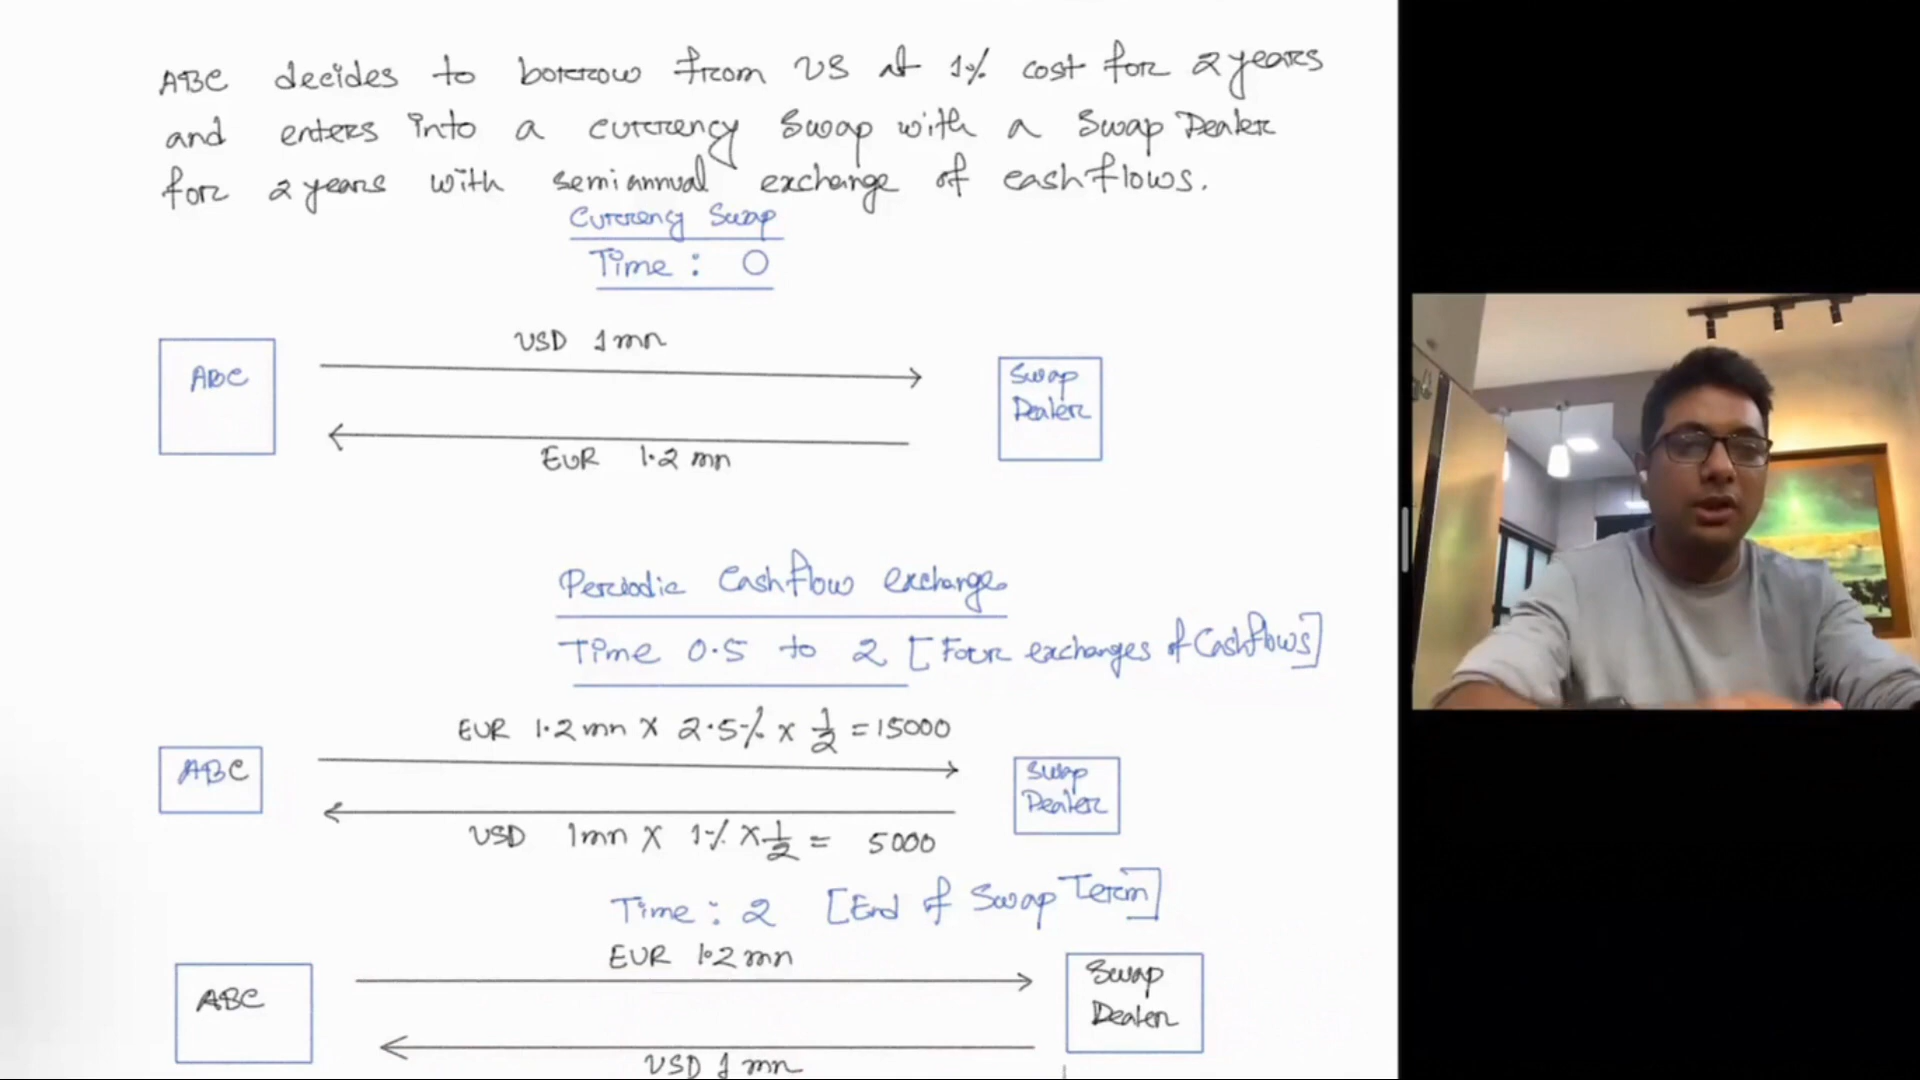 ABC decides to borrow from US at 1% cost for 2 years
and enters into a currency Swap with a Swap Dealer
for 2 years with semiannual exchange of cashflows.
Currency Swap
Time : 0
USD 1 mn
ABC
Swap
Dealer
EUR 1.2 mn
Periodic Cashflow exchange
Time 0.5 to 2 [Four exchanges of Cashflows]
EUR 1.2 mn X 2.5% X 1/2 = 15000
ABC
Swap
Dealer
USD 1mn X 1% X 1/2 = 5000
Time : 2 [End of Swap Term]
EUR 1.2 mn
ABC
Swap
Dealer
USD 1 mn